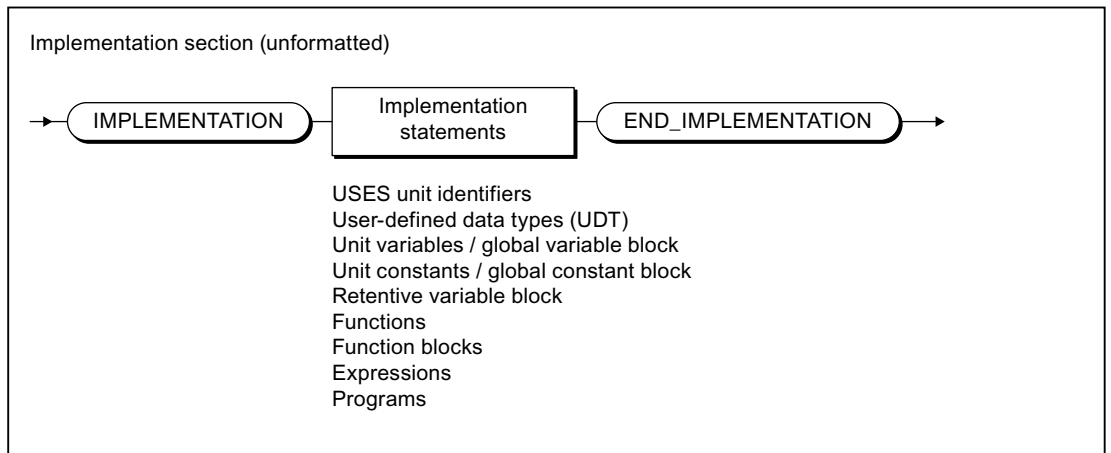 Implementation section (unformatted)
IMPLEMENTATION
Implementation
statements
END_IMPLEMENTATION
USES unit identifiers
User-defined data types (UDT)
Unit variables / global variable block
Unit constants / global constant block
Retentive variable block
Functions
Function blocks
Expressions
Programs